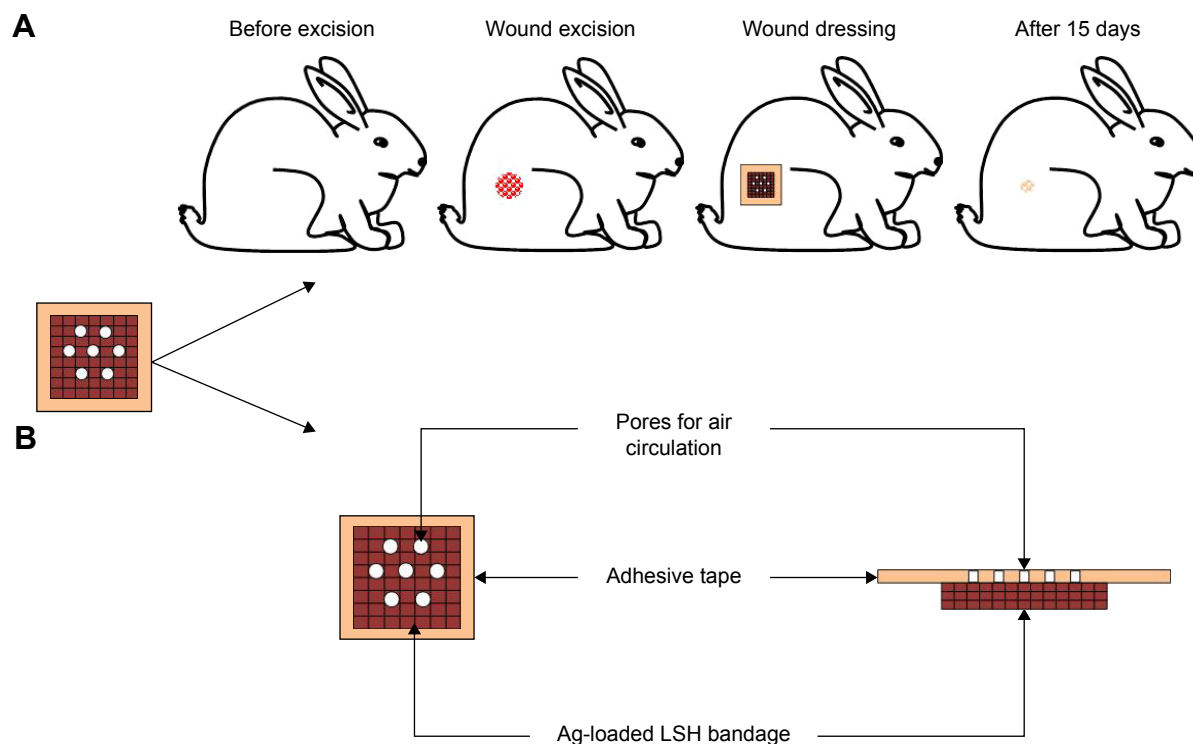 A
Before excision
Wound excision
Wound dressing
After 15 days
B
Pores for air
circulation
Adhesive tape
Ag-loaded LSH bandage